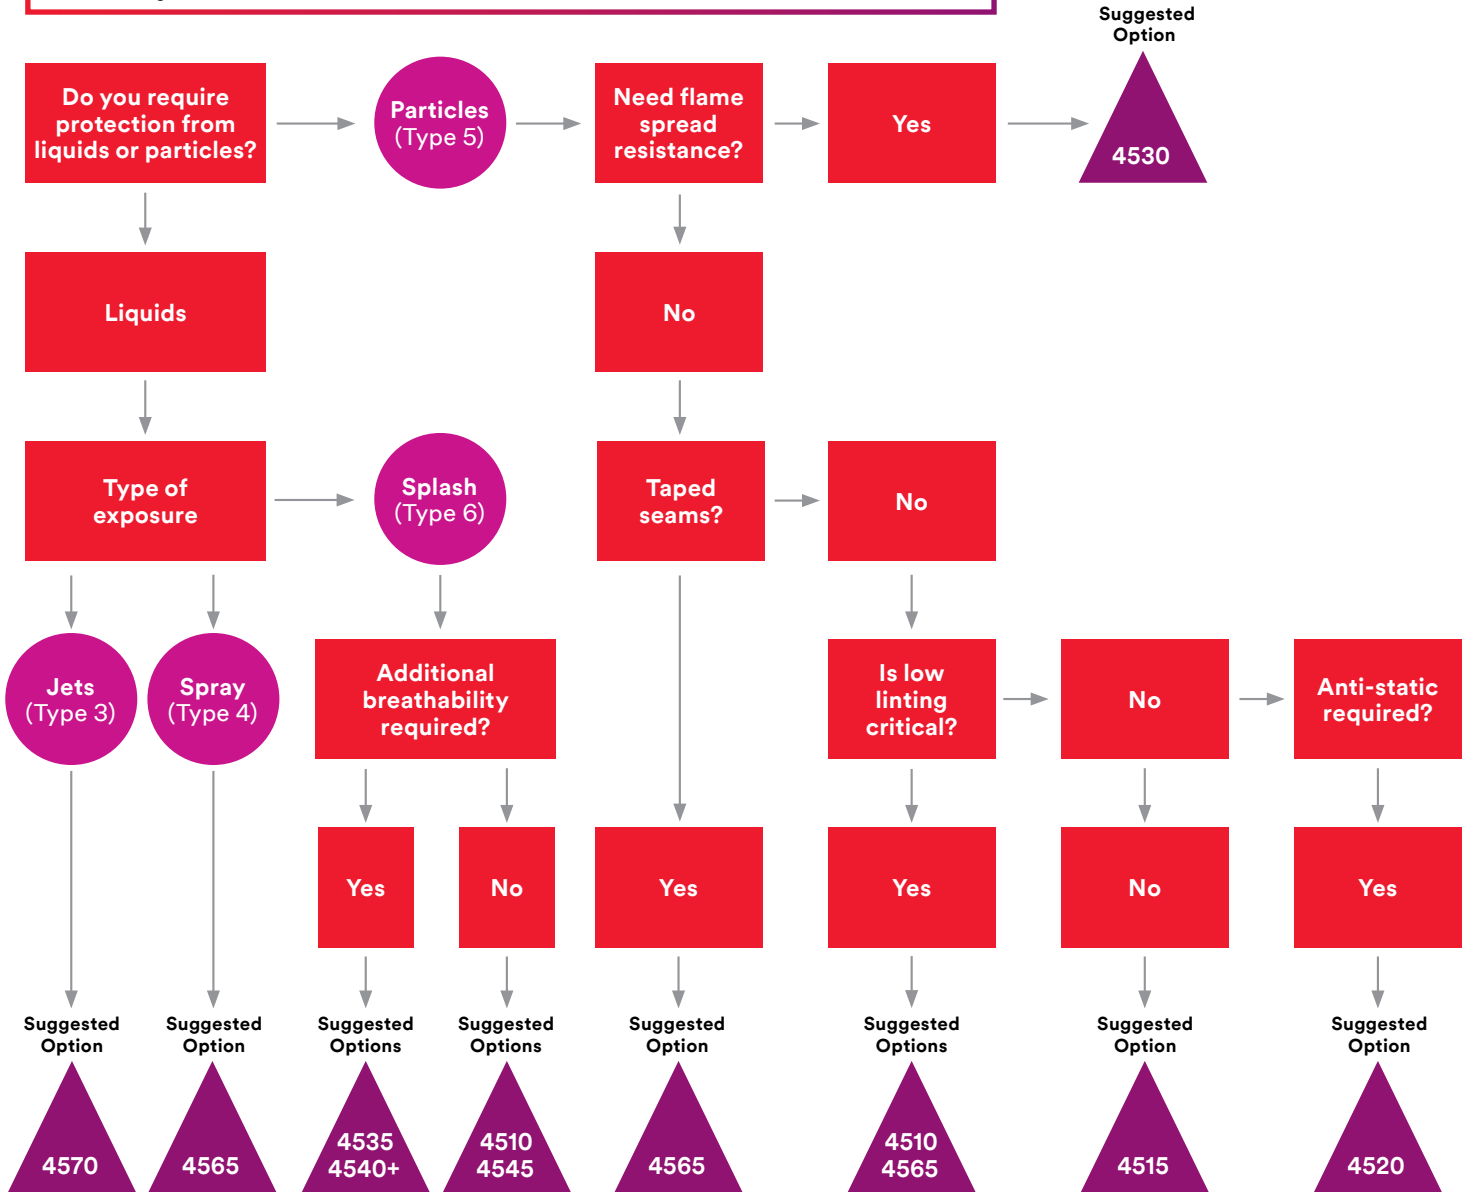 Suggested
Option
Do you require
protection from
liquids or particles?
Particles
(Type 5)
Need flame
spread
resistance?
Yes
4530
Liquids
No
Type of
exposure
Splash
(Type 6)
Taped
seams?
No
Jets
(Type 3)
Spray
(Type 4)
Additional
breathability
required?
Is low
linting
critical?
No
Anti-static
required?
Yes
No
Yes
Yes
No
Yes
Suggested
Option
Suggested
Option
Suggested
Options
Suggested
Options
Suggested
Option
Suggested
Options
Suggested
Option
Suggested
Option
4570
4565
4535
4540+
4510
4545
4565
4510
4565
4515
4520